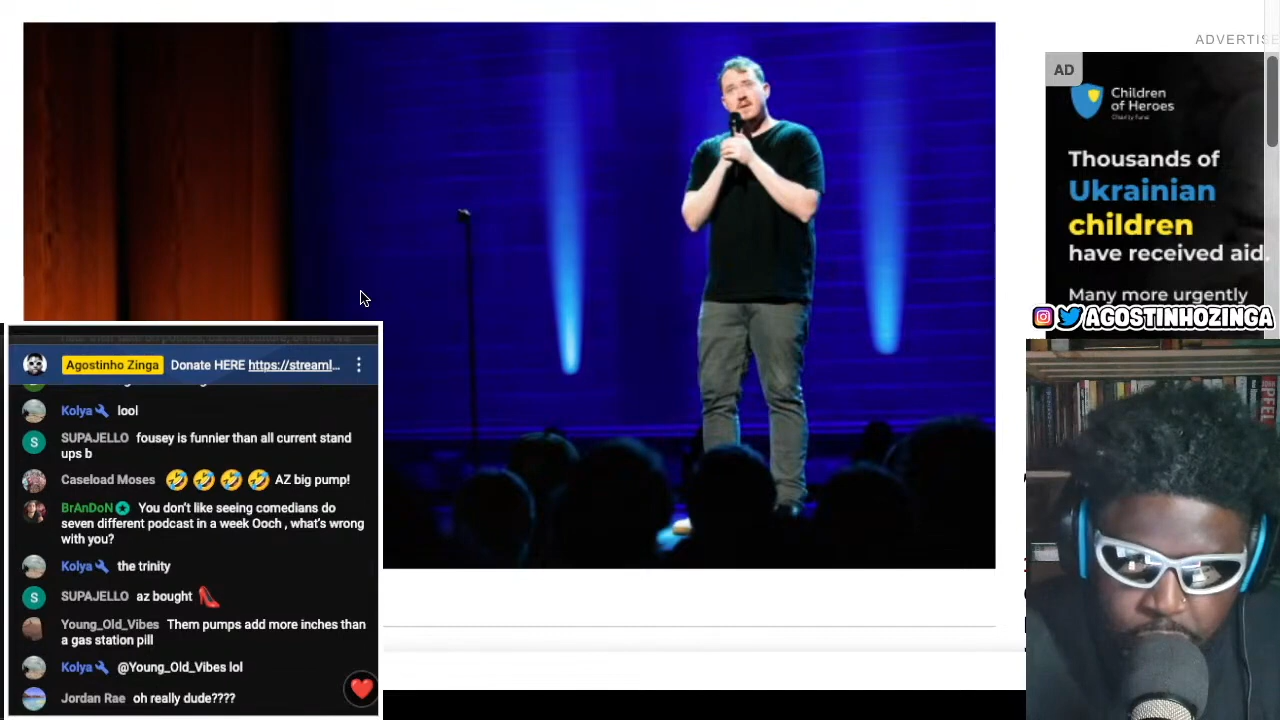 ADVERTISE
AD
Children
of Heroes
Charity Fund
Thousands of
Ukrainian
children
have received aid.
Many more urgently
AGOSTINHOZINGA
Agostinho Zinga Donate HERE https://streaml...
Kolya lool
SUPAJELLO fousey is funnier than all current stand
ups b
Caseload Moses 🤣🤣🤣🤣 AZ big pump!
BrAnDoN You don't like seeing comedians do
seven different podcast in a week Ooch , what's wrong
with you?
Kolya the trinity
SUPAJELLO az bought 👠
Young_Old_Vibes Them pumps add more inches than
a gas station pill
Kolya @Young_Old_Vibes lol
Jordan Rae oh really dude????